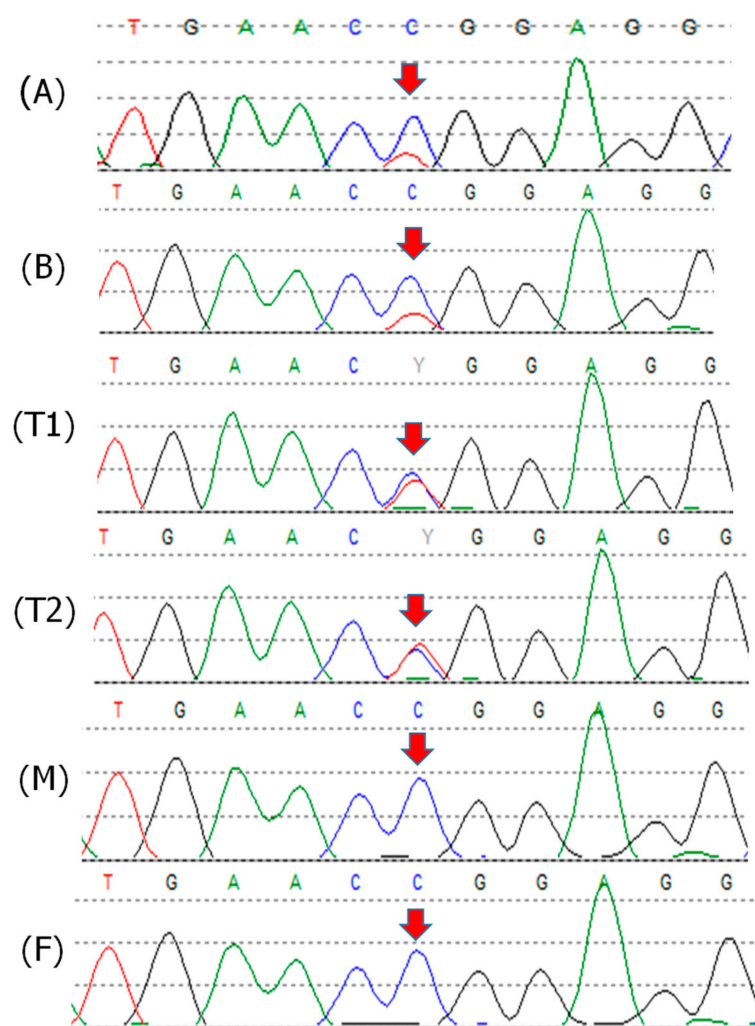 T G A A C C G G A G G
(A)
T G A A C C G G A G G
(B)
T G A A C Y G G A G G
(T1)
T G A A C Y G G A G G
(T2)
T G A A C C G G A G G
(M)
T G A A C C G G A G G
(F)